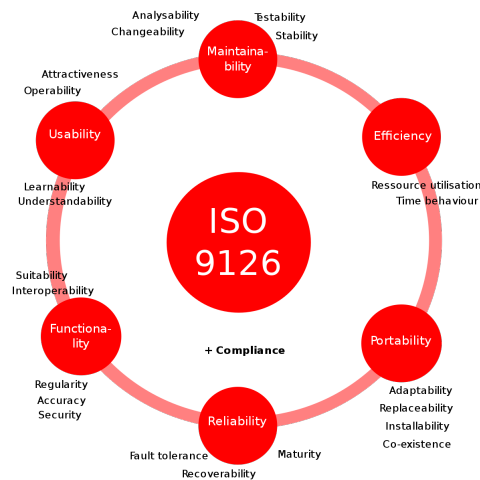 Analysability
Testability
Changeability
Stability
Maintaina-
bility
Attractiveness
Operability
Usability
Efficiency
Learnability
Understandability
Ressource utilisation
Time behaviour
ISO
9126
Suitability
Interoperability
Functiona-
lity
Portability
+ Compliance
Regularity
Accuracy
Security
Adaptability
Replaceability
Installability
Co-existence
Reliability
Fault tolerance
Maturity
Recoverability